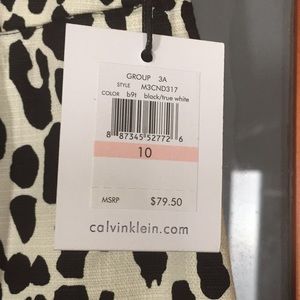 GROUP 3A
STYLE M3CND317
COLOR b9t black/true white
8 87345 52772 6
10
MSRP $79.50
calvinklein.com